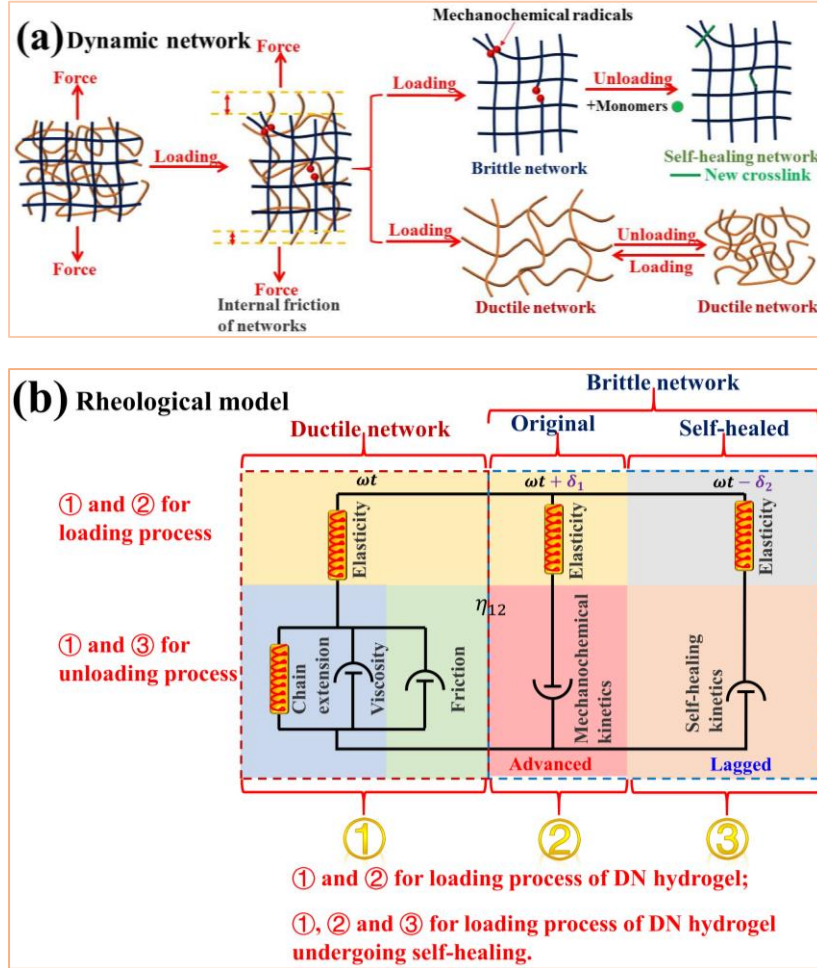 (a) Dynamic network
Mechanochemical radicals
Force
Force
Loading
Force
Force
Internal friction
of networks
Loading
Brittle network
Unloading
+Monomers
Self-healing network
New crosslink
Loading
Ductile network
Unloading
Loading
Ductile network
(b) Rheological model
Brittle network
Ductile network
Original
Self-healed
① and ② for
loading process
ωt
ωt + δ₁
ωt − δ₂
Elasticity
Elasticity
Elasticity
① and ③ for
unloading process
η₁₂
Chain
extension
Viscosity
Friction
Mechanochemical
kinetics
Self-healing
kinetics
Advanced
Lagged
①
②
③
① and ② for loading process of DN hydrogel;
①, ② and ③ for loading process of DN hydrogel
undergoing self-healing.